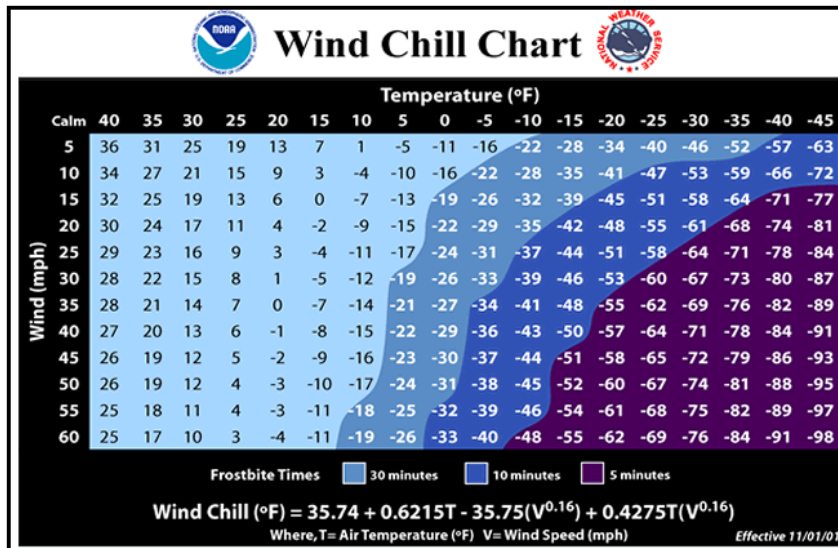 NOAA
Wind Chill Chart
NATIONAL WEATHER SERVICE
Temperature (ºF)
Calm 40 35 30 25 20 15 10 5 0 -5 -10 -15 -20 -25 -30 -35 -40 -45
5 36 31 25 19 13 7 1 -5 -11 -16 -22 -28 -34 -40 -46 -52 -57 -63
10 34 27 21 15 9 3 -4 -10 -16 -22 -28 -35 -41 -47 -53 -59 -66 -72
15 32 25 19 13 6 0 -7 -13 -19 -26 -32 -39 -45 -51 -58 -64 -71 -77
20 30 24 17 11 4 -2 -9 -15 -22 -29 -35 -42 -48 -55 -61 -68 -74 -81
25 29 23 16 9 3 -4 -11 -17 -24 -31 -37 -44 -51 -58 -64 -71 -78 -84
30 28 22 15 8 1 -5 -12 -19 -26 -33 -39 -46 -53 -60 -67 -73 -80 -87
35 28 21 14 7 0 -7 -14 -21 -27 -34 -41 -48 -55 -62 -69 -76 -82 -89
40 27 20 13 6 -1 -8 -15 -22 -29 -36 -43 -50 -57 -64 -71 -78 -84 -91
45 26 19 12 5 -2 -9 -16 -23 -30 -37 -44 -51 -58 -65 -72 -79 -86 -93
50 26 19 12 4 -3 -10 -17 -24 -31 -38 -45 -52 -60 -67 -74 -81 -88 -95
55 25 18 11 4 -3 -11 -18 -25 -32 -39 -46 -54 -61 -68 -75 -82 -89 -97
60 25 17 10 3 -4 -11 -19 -26 -33 -40 -48 -55 -62 -69 -76 -84 -91 -98
Wind (mph)
Frostbite Times 30 minutes 10 minutes 5 minutes
Wind Chill (ºF) = 35.74 + 0.6215T - 35.75(V^0.16) + 0.4275T(V^0.16)
Where, T= Air Temperature (ºF) V= Wind Speed (mph)
Effective 11/01/01